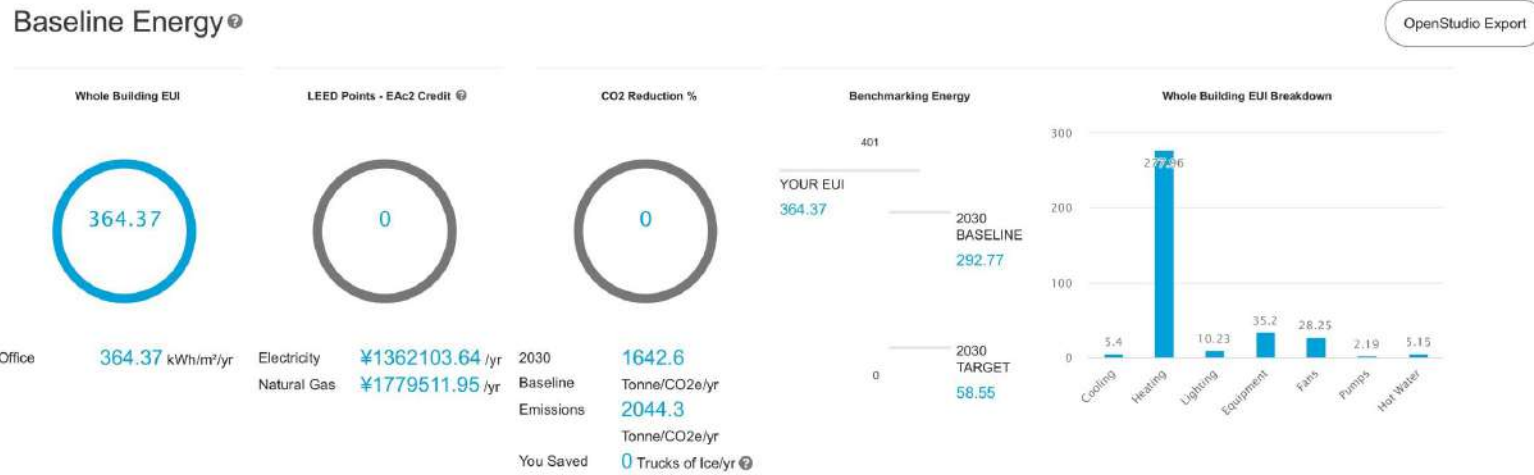 Baseline Energy
OpenStudio Export
Whole Building EUI
364.37
Office 364.37 kWh/m²/yr
LEED Points - EAc2 Credit
0
Electricity ¥1362103.64 /yr
Natural Gas ¥1779511.95 /yr
CO2 Reduction %
0
2030 1642.6
Baseline Tonne/CO2e/yr
Emissions 2044.3
Tonne/CO2e/yr
You Saved 0 Trucks of Ice/yr
Benchmarking Energy
401
YOUR EUI
364.37
2030
BASELINE
292.77
2030
TARGET
0
58.55
Whole Building EUI Breakdown
300
200
100
0
5.4
277.96
10.23
35.2
28.25
2.19
5.15
Cooling
Heating
Lighting
Equipment
Fans
Pumps
Hot Water